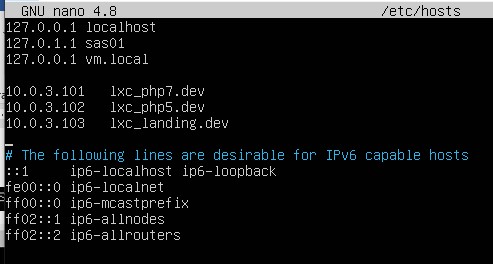 GNU nano 4.8 /etc/hosts
127.0.0.1 localhost
127.0.1.1 sas01
127.0.0.1 vm.local
10.0.3.101 lxc_php7.dev
10.0.3.102 lxc_php5.dev
10.0.3.103 lxc_landing.dev
# The following lines are desirable for IPv6 capable hosts
::1 ip6-localhost ip6-loopback
fe00::0 ip6-localnet
ff00::0 ip6-mcastprefix
ff02::1 ip6-allnodes
ff02::2 ip6-allrouters